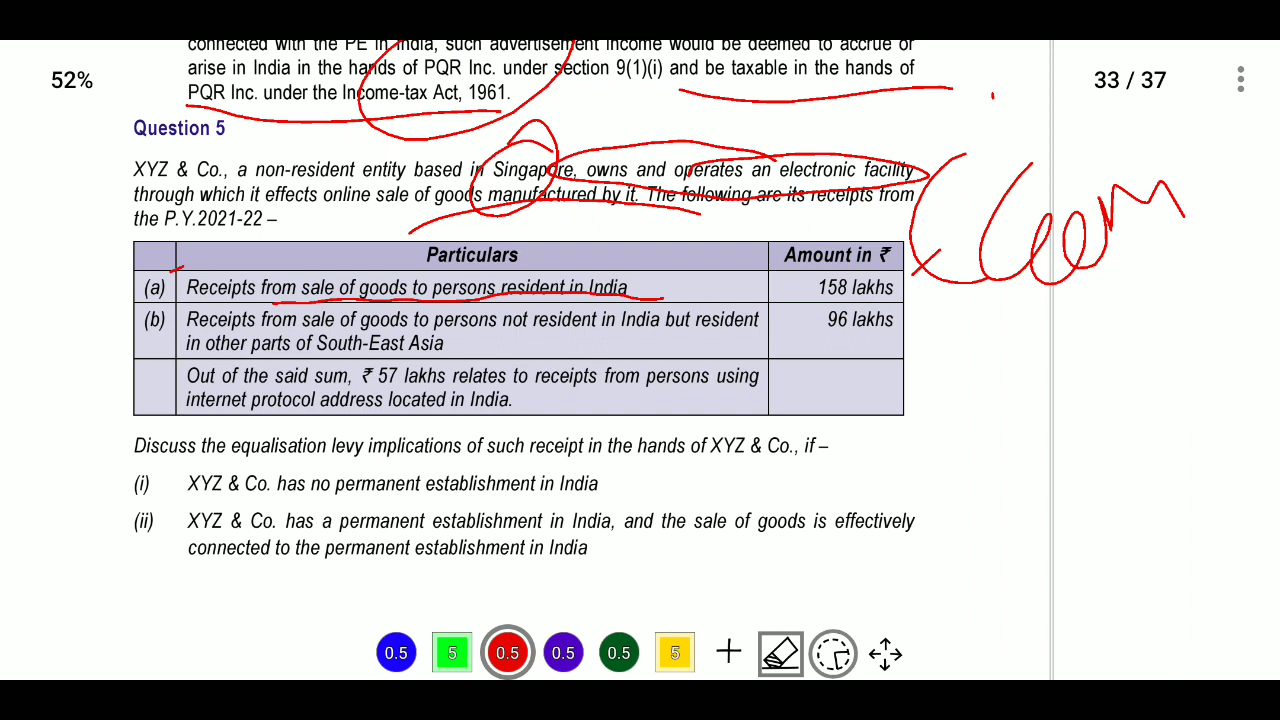 connected with the PE in India, such advertisement income would be deemed to accrue or
52%
arise in India in the hands of PQR Inc. under section 9(1)(i) and be taxable in the hands of
33 / 37
PQR Inc. under the Income-tax Act, 1961.
Question 5
XYZ & Co., a non-resident entity based in Singapore, owns and operates an electronic facility
through which it effects online sale of goods manufactured by it. The following are its receipts from
the P.Y.2021-22 –
Particulars Amount in ₹
(a) Receipts from sale of goods to persons resident in India 158 lakhs
(b) Receipts from sale of goods to persons not resident in India but resident 96 lakhs
in other parts of South-East Asia
Out of the said sum, ₹ 57 lakhs relates to receipts from persons using
internet protocol address located in India.
Discuss the equalisation levy implications of such receipt in the hands of XYZ & Co., if –
(i) XYZ & Co. has no permanent establishment in India
(ii) XYZ & Co. has a permanent establishment in India, and the sale of goods is effectively
connected to the permanent establishment in India
0.5 5 0.5 0.5 0.5 5